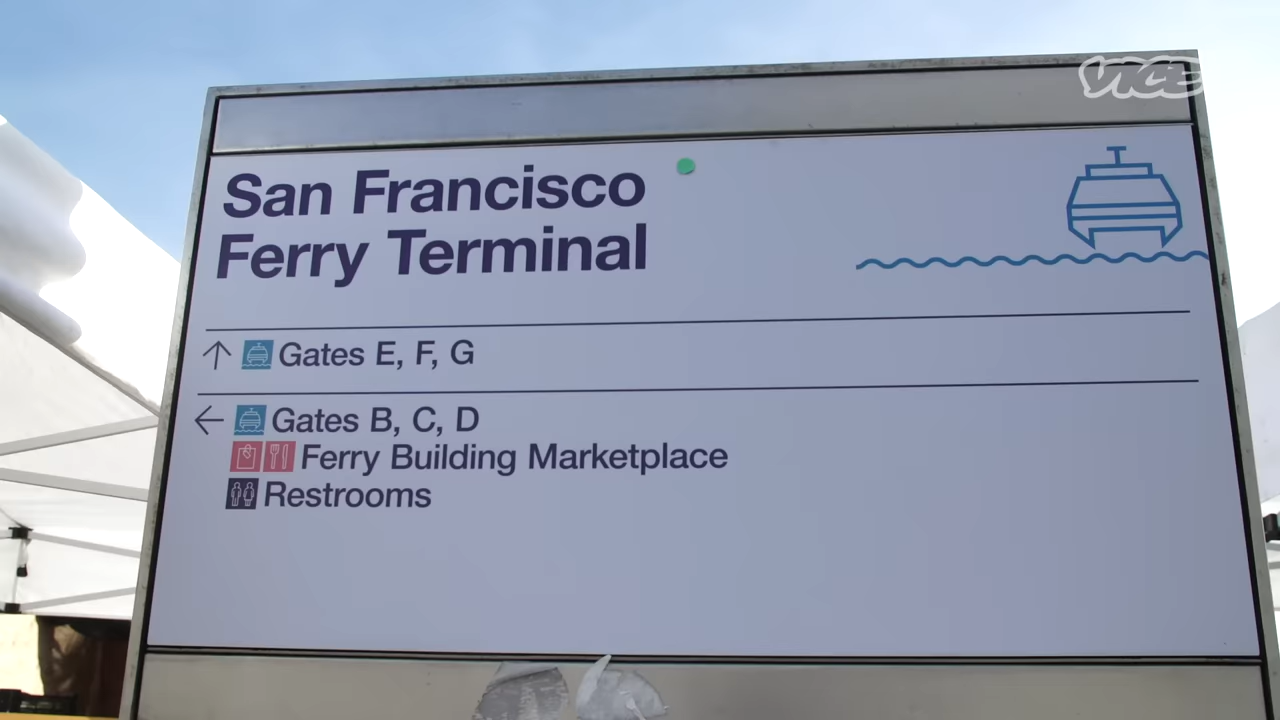 VICE
San Francisco
Ferry Terminal
Gates E, F, G
Gates B, C, D
Ferry Building Marketplace
Restrooms